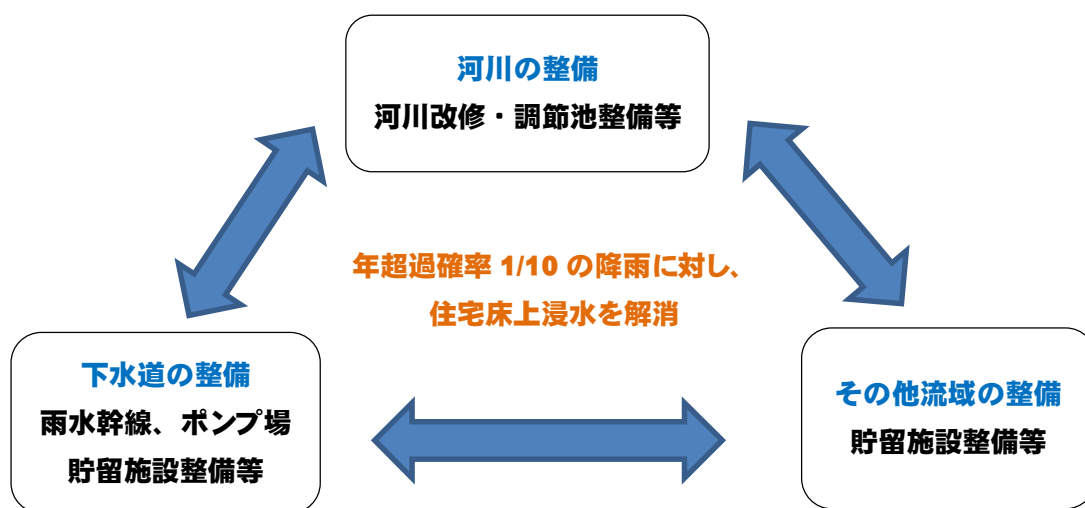 河川の整備
河川改修・調節池整備等
年超過確率 1/10 の降雨に対し、
住宅床上浸水を解消
下水道の整備
雨水幹線、ポンプ場
貯留施設整備等
その他流域の整備
貯留施設整備等